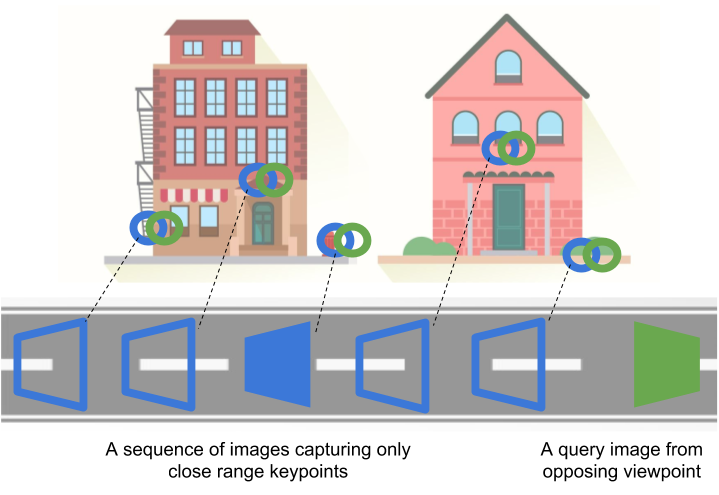 A sequence of images capturing only
close range keypoints
A query image from
opposing viewpoint